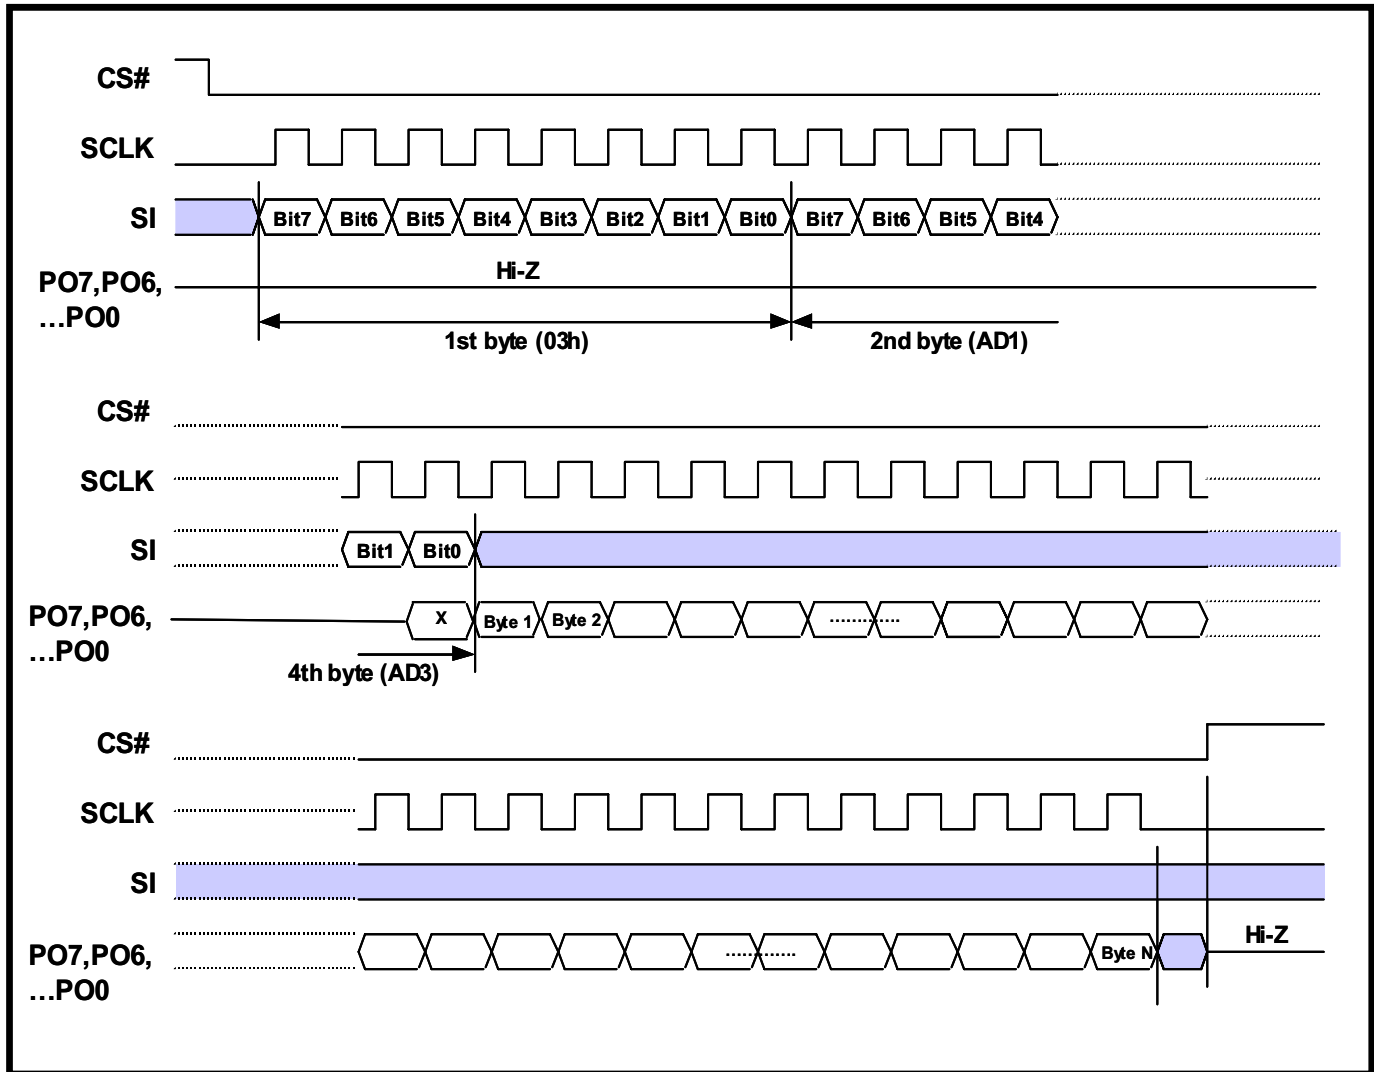 CS#
SCLK
SI Bit7 Bit6 Bit5 Bit4 Bit3 Bit2 Bit1 Bit0 Bit7 Bit6 Bit5 Bit4
Hi-Z
PO7,PO6,
...PO0
1st byte (03h) 2nd byte (AD1)
CS#
SCLK
SI Bit1 Bit0
PO7,PO6, X Byte 1 Byte 2 ............
...PO0
4th byte (AD3)
CS#
SCLK
SI
Hi-Z
PO7,PO6, ............ Byte N
...PO0